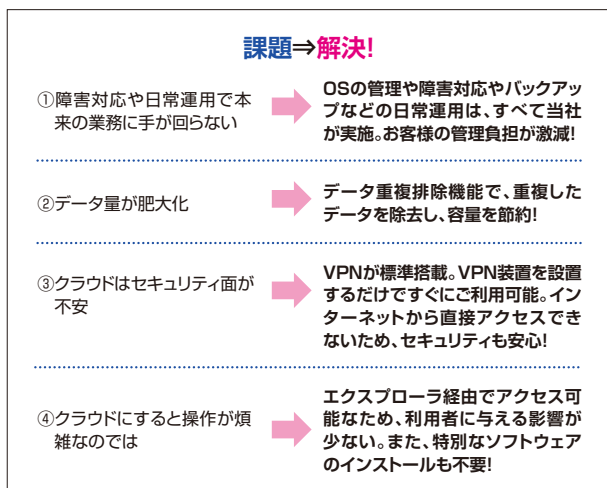 課題⇒解決!
①障害対応や日常運用で本
来の業務に手が回らない
OSの管理や障害対応やバックアッ
プなどの日常運用は、すべて当社
が実施。お客様の管理負担が激減!
②データ量が肥大化
データ重複排除機能で、重複した
データを除去し、容量を節約!
③クラウドはセキュリティ面が
不安
VPNが標準搭載。VPN装置を設置
するだけですぐにご利用可能。イン
ターネットから直接アクセスでき
ないため、セキュリティも安心!
④クラウドにすると操作が煩
雑なのでは
エクスプローラ経由でアクセス可
能なため、利用者に与える影響が
少ない。また、特別なソフトウェア
のインストールも不要!